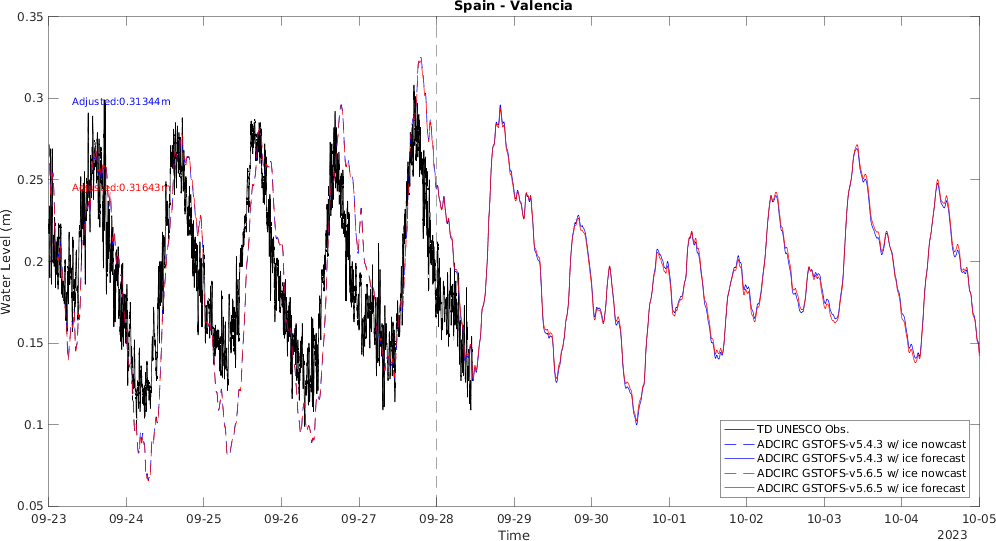 Spain - Valencia
0.35
0.3
0.25
0.2
0.15
0.1
0.05
Water Level (m)
Adjusted:0.31344m
Adjusted:0.31643m
TD UNESCO Obs.
ADCIRC GSTOFS-v5.4.3 w/ ice nowcast
ADCIRC GSTOFS-v5.4.3 w/ ice forecast
ADCIRC GSTOFS-v5.6.5 w/ ice nowcast
ADCIRC GSTOFS-v5.6.5 w/ ice forecast
09-23 09-24 09-25 09-26 09-27 09-28 09-29 09-30 10-01 10-02 10-03 10-04 10-05
Time
2023